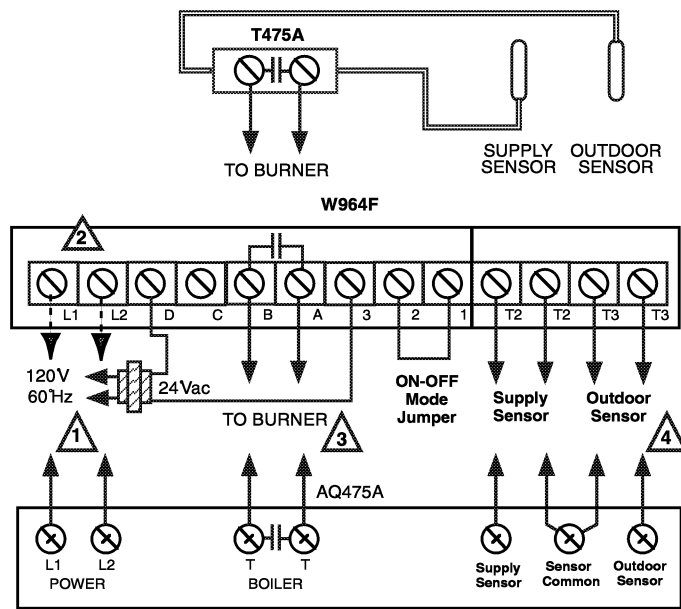 T475A
TO BURNER
SUPPLY
SENSOR
OUTDOOR
SENSOR
W964F
2
L1 L2 D C B A 3 2 1 T2 T2 T3 T3
120V
60Hz
24Vac
TO BURNER
ON-OFF
Mode
Jumper
Supply
Sensor
Outdoor
Sensor
1
3
4
AQ475A
L1 L2
POWER
T T
BOILER
Supply
Sensor
Sensor
Common
Outdoor
Sensor